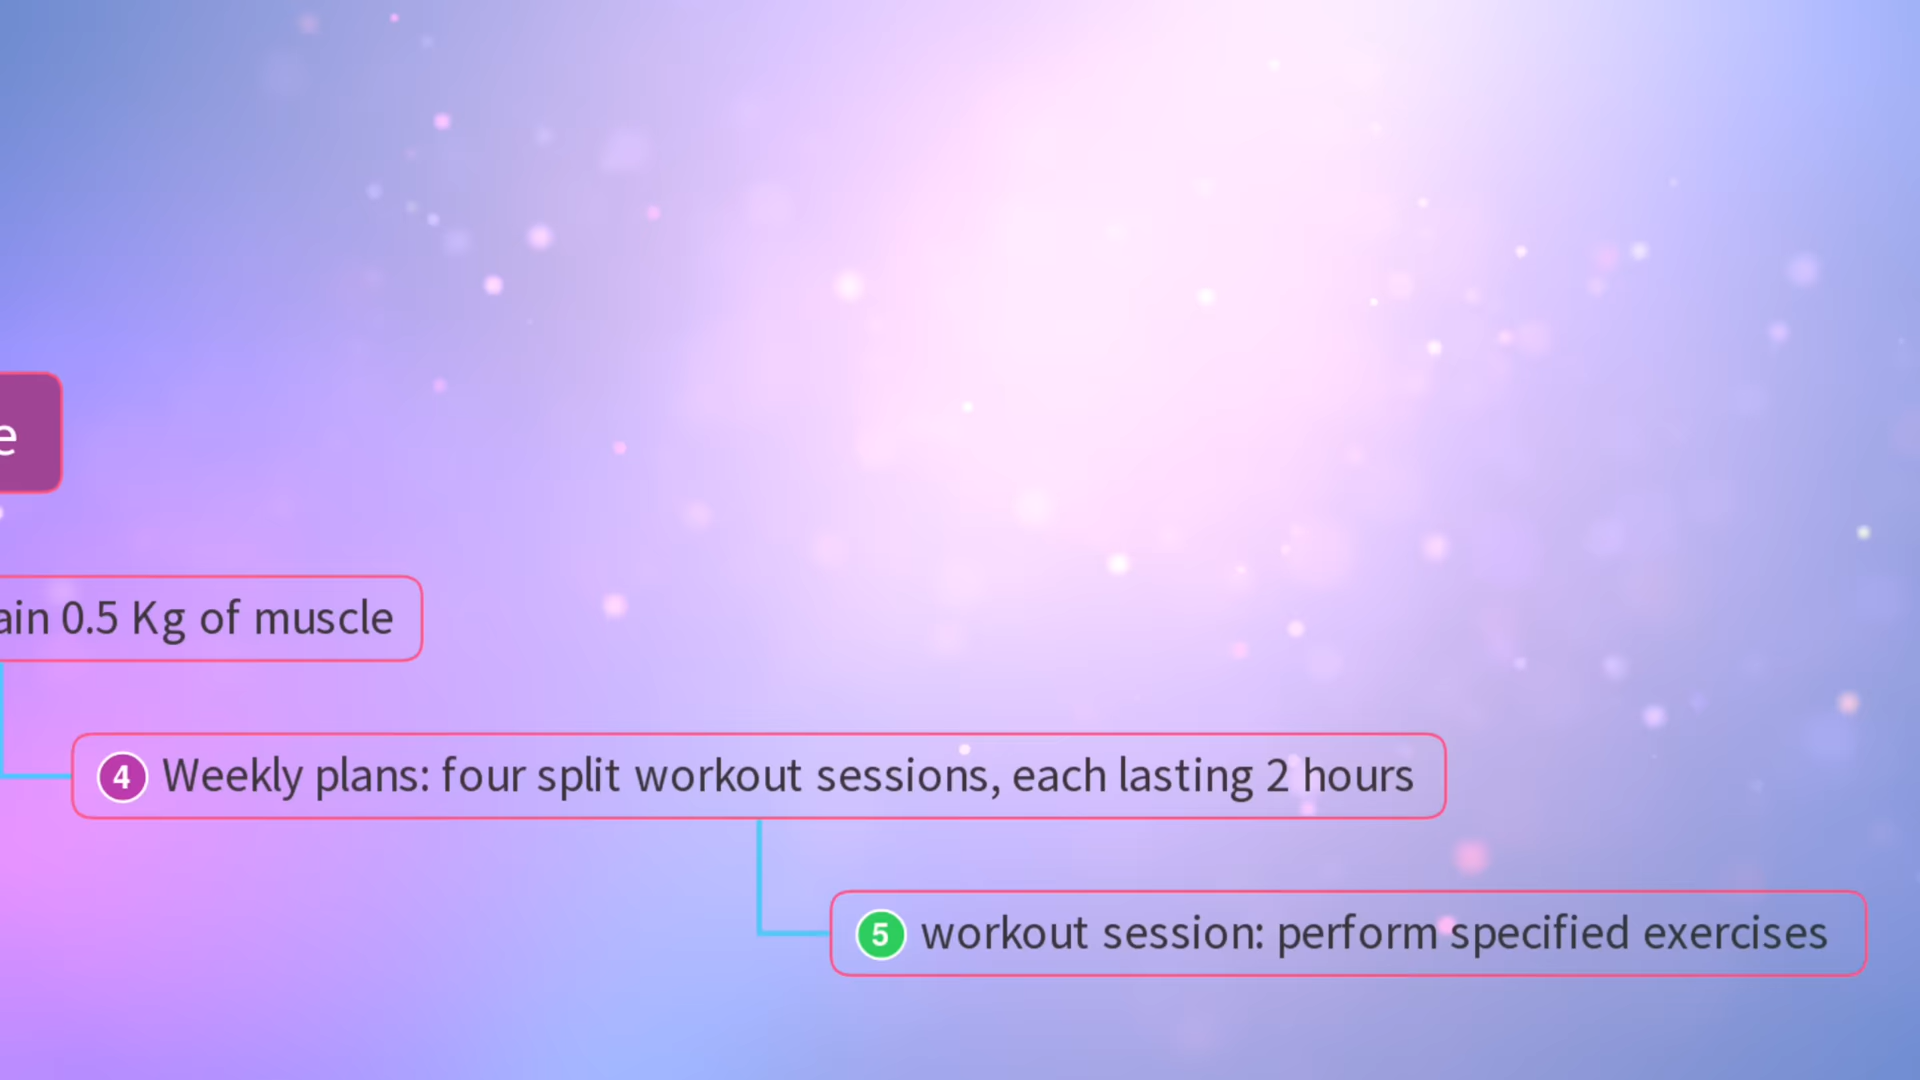 e
ain 0.5 Kg of muscle
4 Weekly plans: four split workout sessions, each lasting 2 hours
5 workout session: perform specified exercises